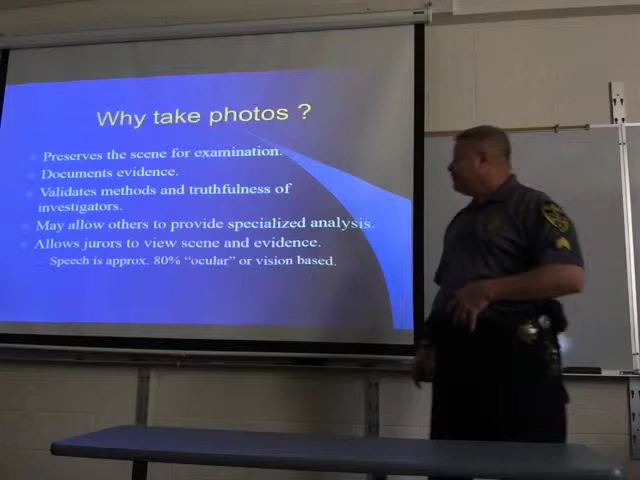 Why take photos ?
Preserves the scene for examination.
Documents evidence.
Validates methods and truthfulness of
investigators.
May allow others to provide specialized analysis.
Allows jurors to view scene and evidence.
– Speech is approx. 80% “ocular” or vision based.